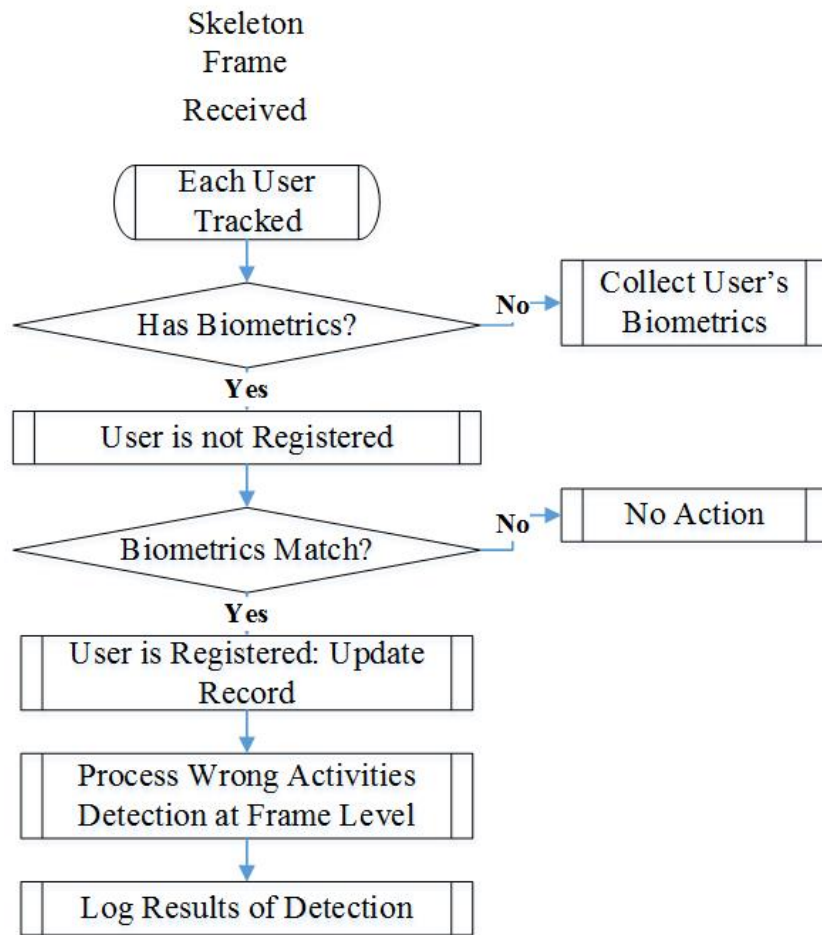 Skeleton
Frame
Received
Each User
Tracked
Has Biometrics?
No
Collect User’s
Biometrics
Yes
User is not Registered
Biometrics Match?
No
No Action
Yes
User is Registered: Update
Record
Process Wrong Activities
Detection at Frame Level
Log Results of Detection